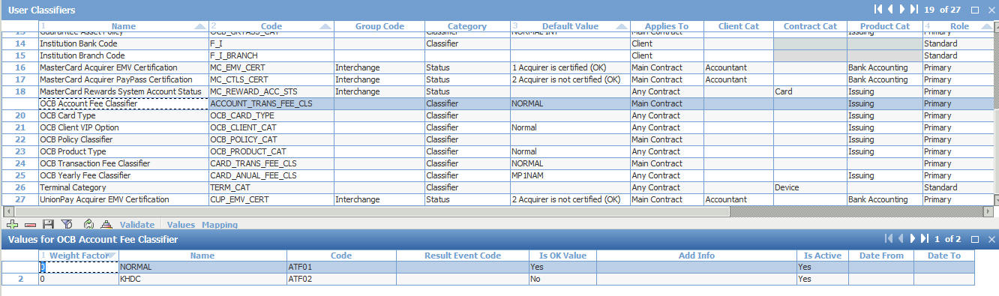 User Classifiers 19 of 27
1 Name 2 Code Group Code Category 3 Default Value Applies To Client Cat Contract Cat Product Cat 4 Role
14 Institution Bank Code F_I Classifier Client Standard
15 Institution Branch Code F_I_BRANCH Client Standard
16 MasterCard Acquirer EMV Certification MC_EMV_CERT Interchange Status 1 Acquirer is certified (OK) Main Contract Accountant Bank Accounting Primary
17 MasterCard Acquirer PayPass Certification MC_CTLS_CERT Interchange Status 2 Acquirer is not certified (OK) Main Contract Accountant Bank Accounting Primary
18 MasterCard Rewards System Account Status MC_REWARD_ACC_STS Interchange Status Any Contract Card Issuing Primary
OCB Account Fee Classifier ACCOUNT_TRANS_FEE_CLS Classifier NORMAL Main Contract Issuing Primary
20 OCB Card Type OCB_CARD_TYPE Classifier Any Contract Issuing Primary
21 OCB Client VIP Option OCB_CLIENT_CAT Classifier Normal Any Contract Issuing Primary
22 OCB Policy Classifier OCB_POLICY_CAT Classifier Main Contract Issuing Primary
23 OCB Product Type OCB_PRODUCT_CAT Classifier Normal Any Contract Issuing Primary
24 OCB Transaction Fee Classifier CARD_TRANS_FEE_CLS Classifier NORMAL Main Contract Primary
25 OCB Yearly Fee Classifier CARD_ANUAL_FEE_CLS Classifier MP1NAM Any Contract Issuing Primary
26 Terminal Category TERM_CAT Classifier Any Contract Device Standard
27 UnionPay Acquirer EMV Certification CUP_EMV_CERT Interchange Status 2 Acquirer is not certified (OK) Main Contract Accountant Bank Accounting Primary
Validate Values Mapping
Values for OCB Account Fee Classifier 1 of 2
1 Weight Factor Name Code Result Event Code Is OK Value Add Info Is Active Date From Date To
0 NORMAL ATF01 Yes Yes
2 0 KHDC ATF02 No Yes